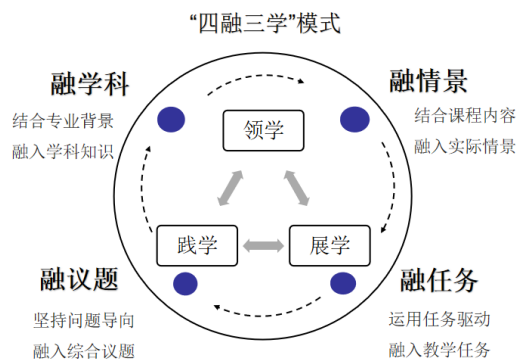 “四融三学”模式
融学科
结合专业背景
融入学科知识
融情景
结合课程内容
融入实际情景
领学
践学
展学
融议题
坚持问题导向
融入综合议题
融任务
运用任务驱动
融入教学任务